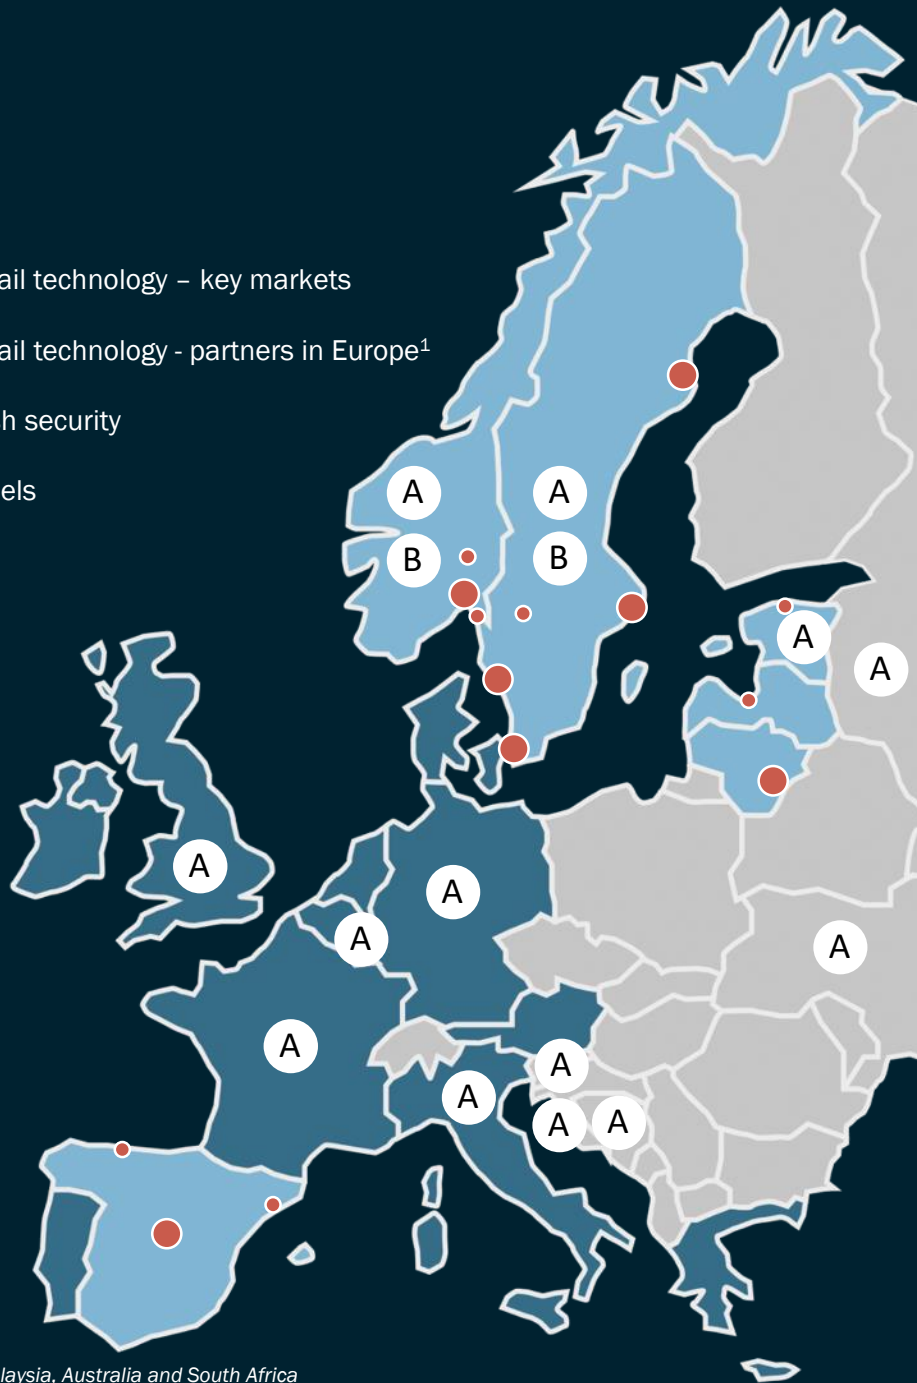 ail technology – key markets
ail technology - partners in Europe¹
h security
els
A
A
B
B
A
A
A
A
A
A
A
A
A
A
A
laysia, Australia and South Africa